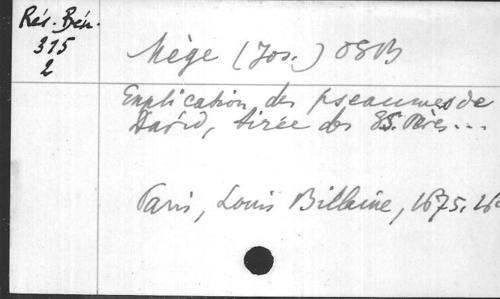 Rés. Bén.
315
2
Mège (Jos.) OSB
Explication des pseaumes de
David, tirée des SS. Pères...
Paris, Louis Billaine, 1675.